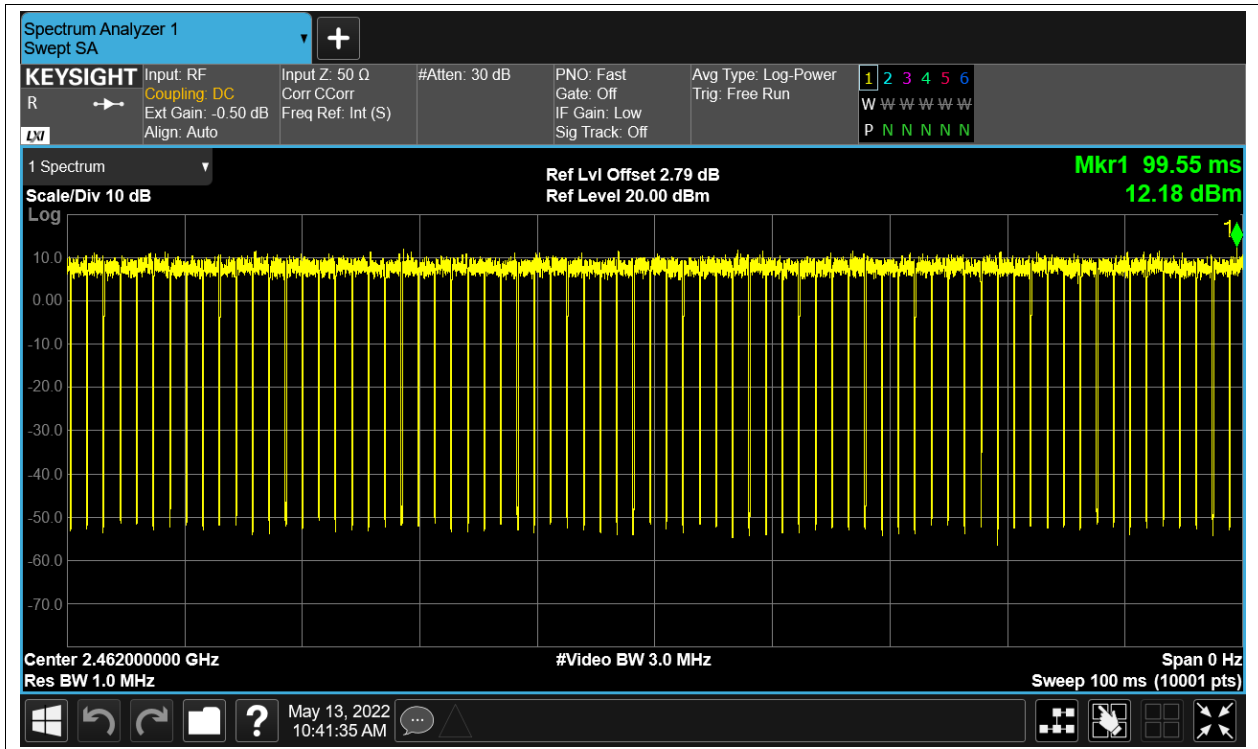 Spectrum Analyzer 1
Swept SA
KEYSIGHT
R
LXI
Input: RF
Coupling: DC
Ext Gain: -0.50 dB
Align: Auto
Input Z: 50 Ω
Corr CCorr
Freq Ref: Int (S)
#Atten: 30 dB
PNO: Fast
Gate: Off
IF Gain: Low
Sig Track: Off
Avg Type: Log-Power
Trig: Free Run
1 2 3 4 5 6
W W W W W W
P N N N N N
1 Spectrum
Scale/Div 10 dB
Ref Lvl Offset 2.79 dB
Ref Level 20.00 dBm
Mkr1 99.55 ms
12.18 dBm
Log
1
10.0
0.00
-10.0
-20.0
-30.0
-40.0
-50.0
-60.0
-70.0
Center 2.462000000 GHz
#Video BW 3.0 MHz
Span 0 Hz
Res BW 1.0 MHz
Sweep 100 ms (10001 pts)
?
May 13, 2022
10:41:35 AM